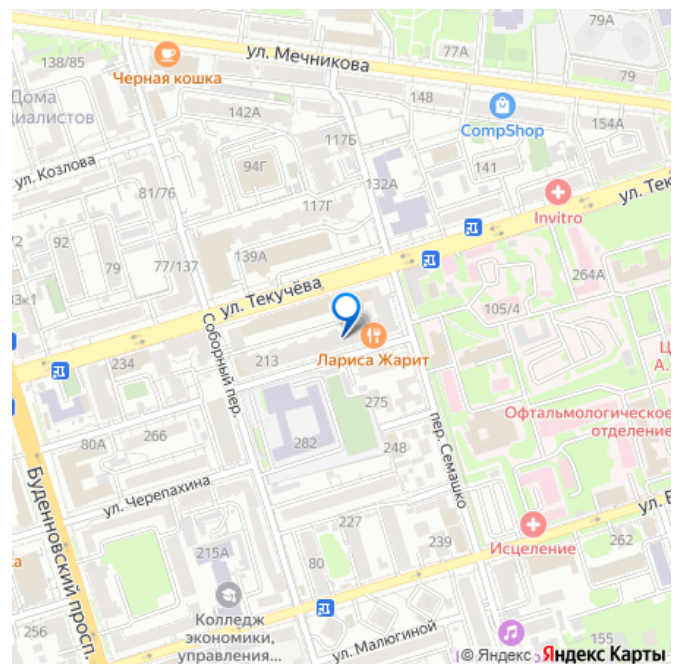 79А
138/85
ул. Мечникова
77А
79
Черная кошка
Дома
циалистов
142А
148
CompShop
154А
117Б
ул. Козлова
94Г
141
132А
81/76
117Г
Invitro
ул. Тек
92
79
77/137
139А
264А
ул. Текучёва
105/4
Соборный пер.
234
213
Лариса Жарит
Ц
А.
275
Офтальмологическое
отделение
80А
266
282
248
пер. Семашко
ул. Черепахина
227
Буденновский просп.
215А
239
Исцеление
262
80
Колледж
экономики,
управления...
256
ул. Малюгиной
155
© Яндекс Яндекс Карты